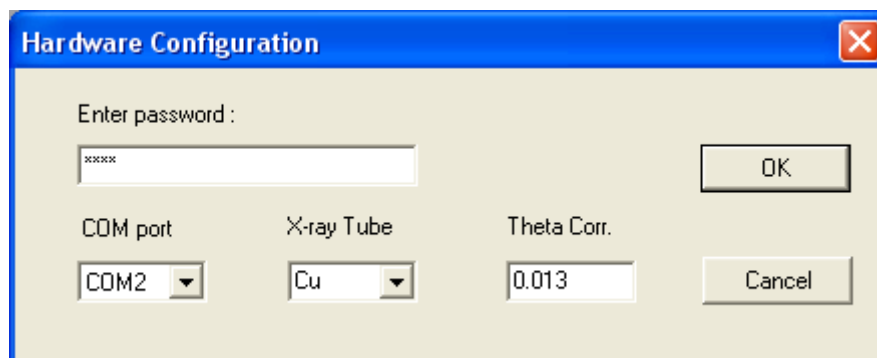 Hardware Configuration
Enter password :
****
OK
COM port
X-ray Tube
Theta Corr.
COM2
Cu
0.013
Cancel